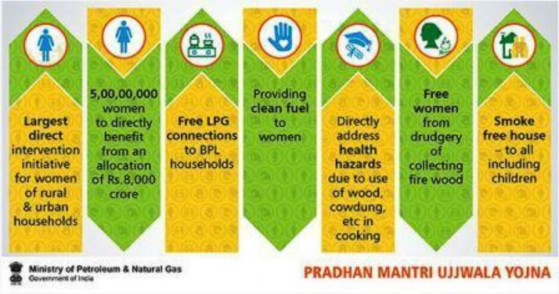 Largest
direct
intervention
initiative
for women
of rural
& urban
households
5,00,00,000
women
to directly
benefit
from an
allocation
of Rs.8,000
crore
Free LPG
connections
to BPL
households
Providing
clean fuel
to
women
Directly
address
health
hazards
due to use
of wood,
cowdung,
etc in
cooking
Free
women
from
drudgery
of
collecting
fire wood
Smoke
free house
– to all
including
children
Ministry of Petroleum & Natural Gas
Government of India
PRADHAN MANTRI UJJWALA YOJNA